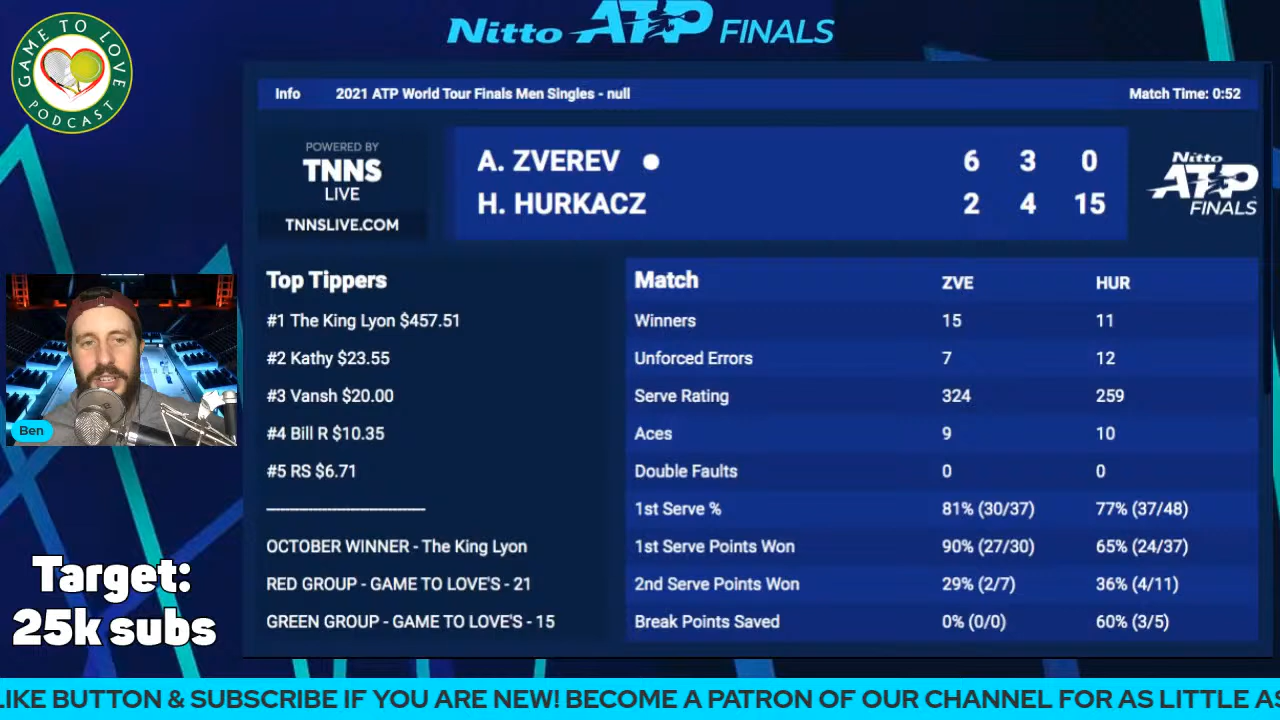 Nitto ATP FINALS
GAME TO LOVE
PODCAST
Info 2021 ATP World Tour Finals Men Singles - null Match Time: 0:52
POWERED BY
TNNS
LIVE
TNNSLIVE.COM
A. ZVEREV 6 3 0
H. HURKACZ 2 4 15
Nitto
ATP
FINALS
Top Tippers
#1 The King Lyon $457.51
#2 Kathy $23.55
#3 Vansh $20.00
#4 Bill R $10.35
#5 RS $6.71
--------------------------------
OCTOBER WINNER - The King Lyon
RED GROUP - GAME TO LOVE'S - 21
GREEN GROUP - GAME TO LOVE'S - 15
Match ZVE HUR
Winners 15 11
Unforced Errors 7 12
Serve Rating 324 259
Aces 9 10
Double Faults 0 0
1st Serve % 81% (30/37) 77% (37/48)
1st Serve Points Won 90% (27/30) 65% (24/37)
2nd Serve Points Won 29% (2/7) 36% (4/11)
Break Points Saved 0% (0/0) 60% (3/5)
Ben
Target:
25k subs
LIKE BUTTON & SUBSCRIBE IF YOU ARE NEW! BECOME A PATRON OF OUR CHANNEL FOR AS LITTLE AS